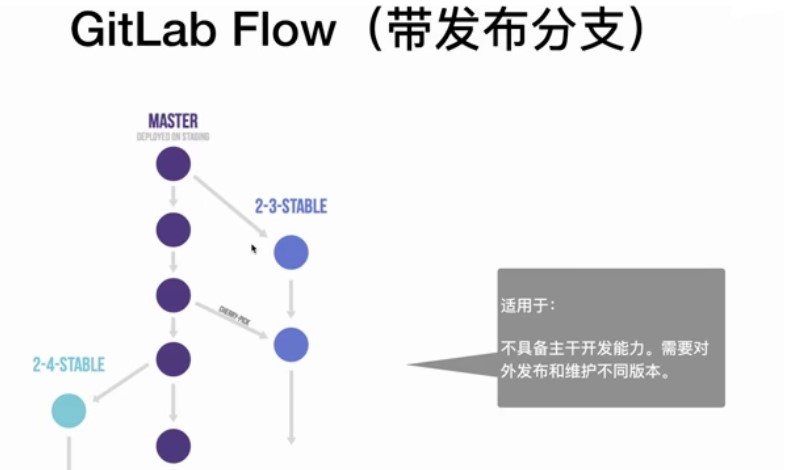 GitLab Flow（带发布分支）
MASTER
DEPLOYED ON STAGING
2-3-STABLE
CHERRY-PICK
适用于：
不具备主干开发能力。需要对
外发布和维护不同版本。
2-4-STABLE